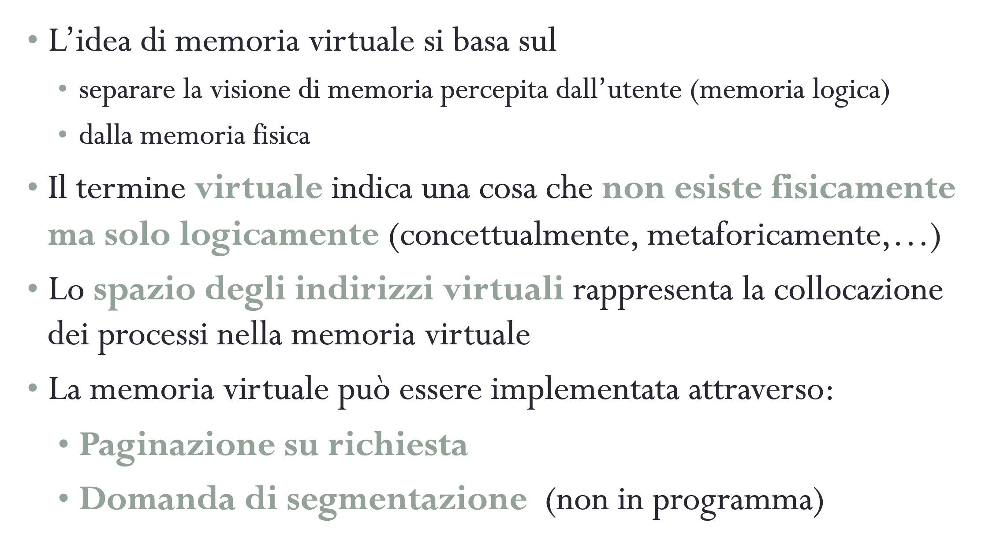 • L’idea di memoria virtuale si basa sul
• separare la visione di memoria percepita dall’utente (memoria logica)
• dalla memoria fisica
• Il termine virtuale indica una cosa che non esiste fisicamente
ma solo logicamente (concettualmente, metaforicamente,…)
• Lo spazio degli indirizzi virtuali rappresenta la collocazione
dei processi nella memoria virtuale
• La memoria virtuale può essere implementata attraverso:
• Paginazione su richiesta
• Domanda di segmentazione (non in programma)